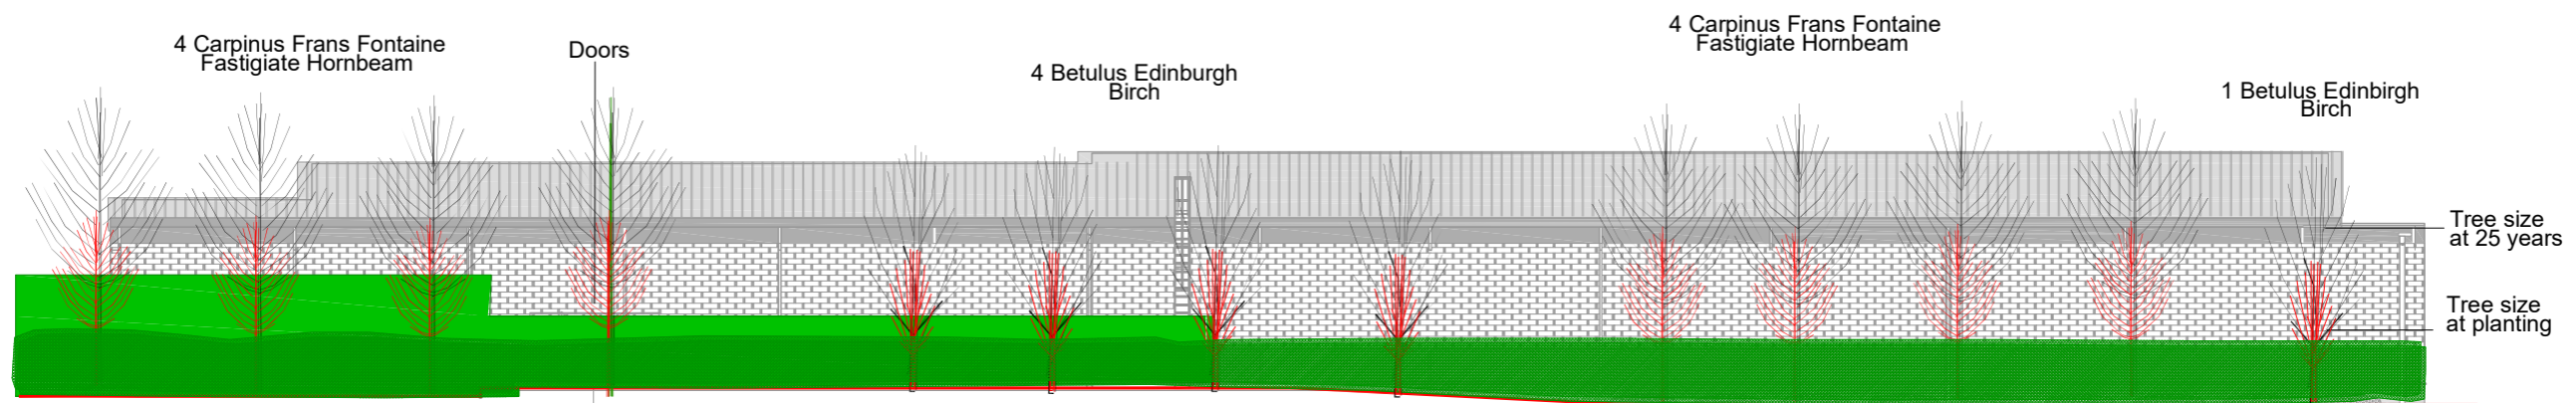 4 Carpinus Frans Fontaine
Fastigiate Hornbeam
Doors
4 Betulus Edinburgh
Birch
4 Carpinus Frans Fontaine
Fastigiate Hornbeam
1 Betulus Edinbirgh
Birch
Tree size
at 25 years
Tree size
at planting